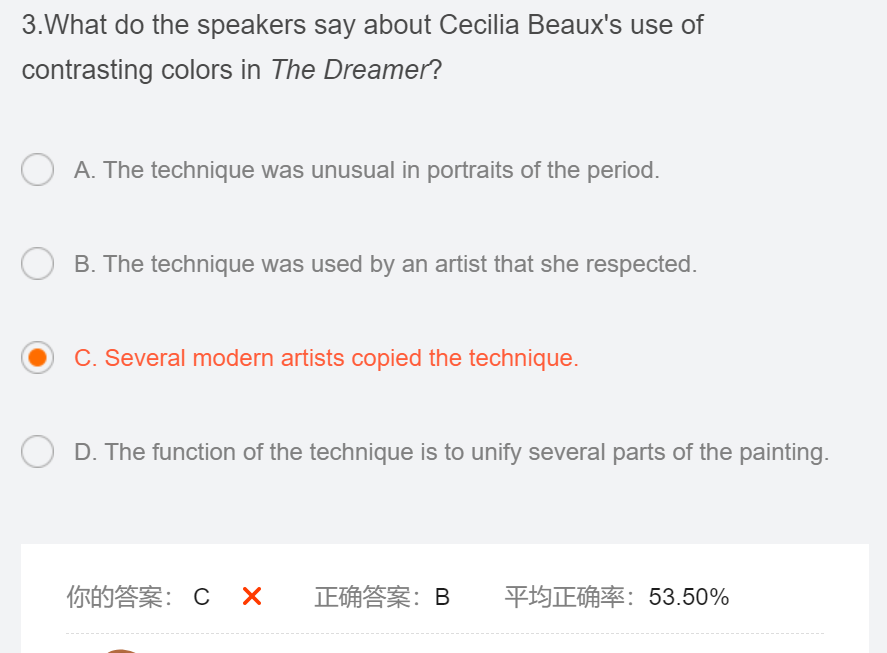 3.What do the speakers say about Cecilia Beaux's use of
contrasting colors in The Dreamer?
A. The technique was unusual in portraits of the period.
B. The technique was used by an artist that she respected.
C. Several modern artists copied the technique.
D. The function of the technique is to unify several parts of the painting.
你的答案： C 正确答案：B 平均正确率：53.50%